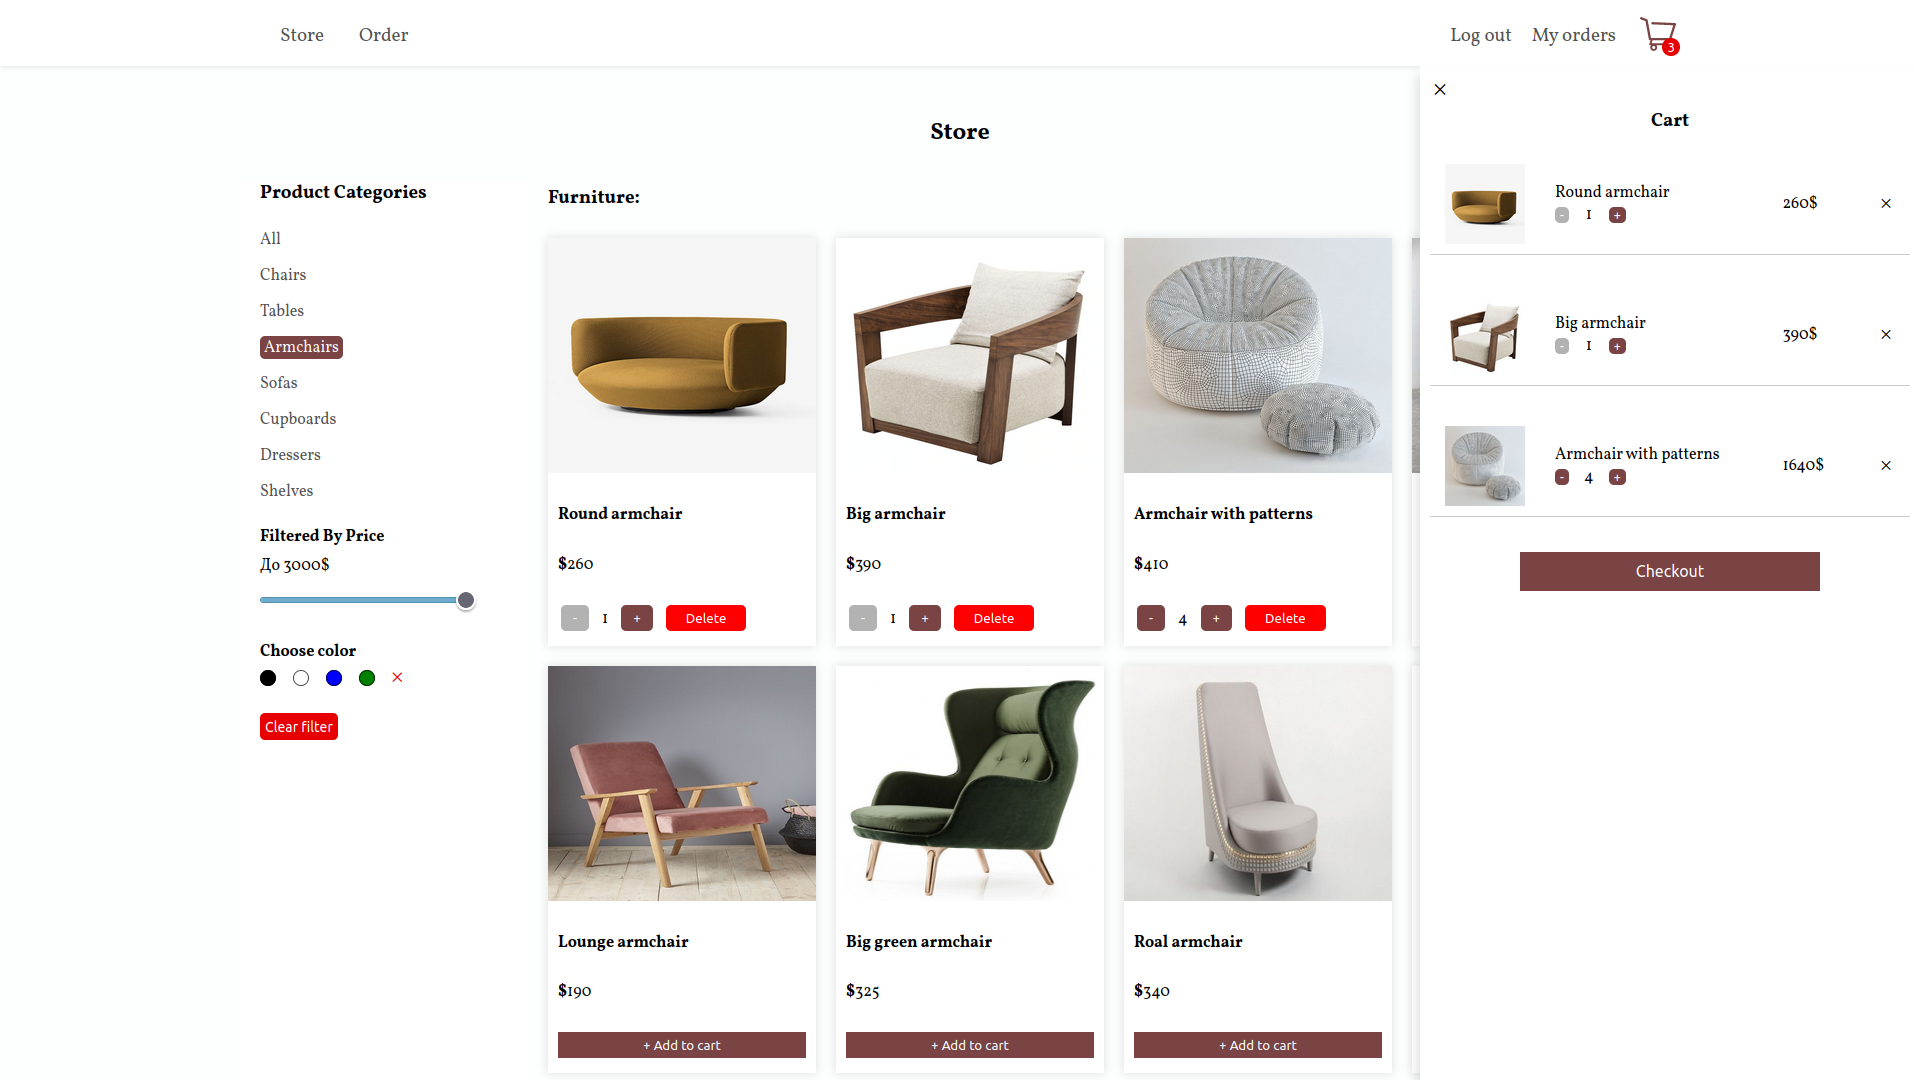 Store Order Log out My orders 3
×
Cart
Store
Product Categories
All
Chairs
Tables
Armchairs
Sofas
Cupboards
Dressers
Shelves
Filtered By Price
До 3000$
Choose color
×
Clear filter
Furniture:
Round armchair
$260
- 1 + Delete
Big armchair
$390
- 1 + Delete
Armchair with patterns
$410
- 4 + Delete
Lounge armchair
$190
+ Add to cart
Big green armchair
$325
+ Add to cart
Roal armchair
$340
+ Add to cart
Round armchair
- 1 +
260$ ×
Big armchair
- 1 +
390$ ×
Armchair with patterns
- 4 +
1640$ ×
Checkout